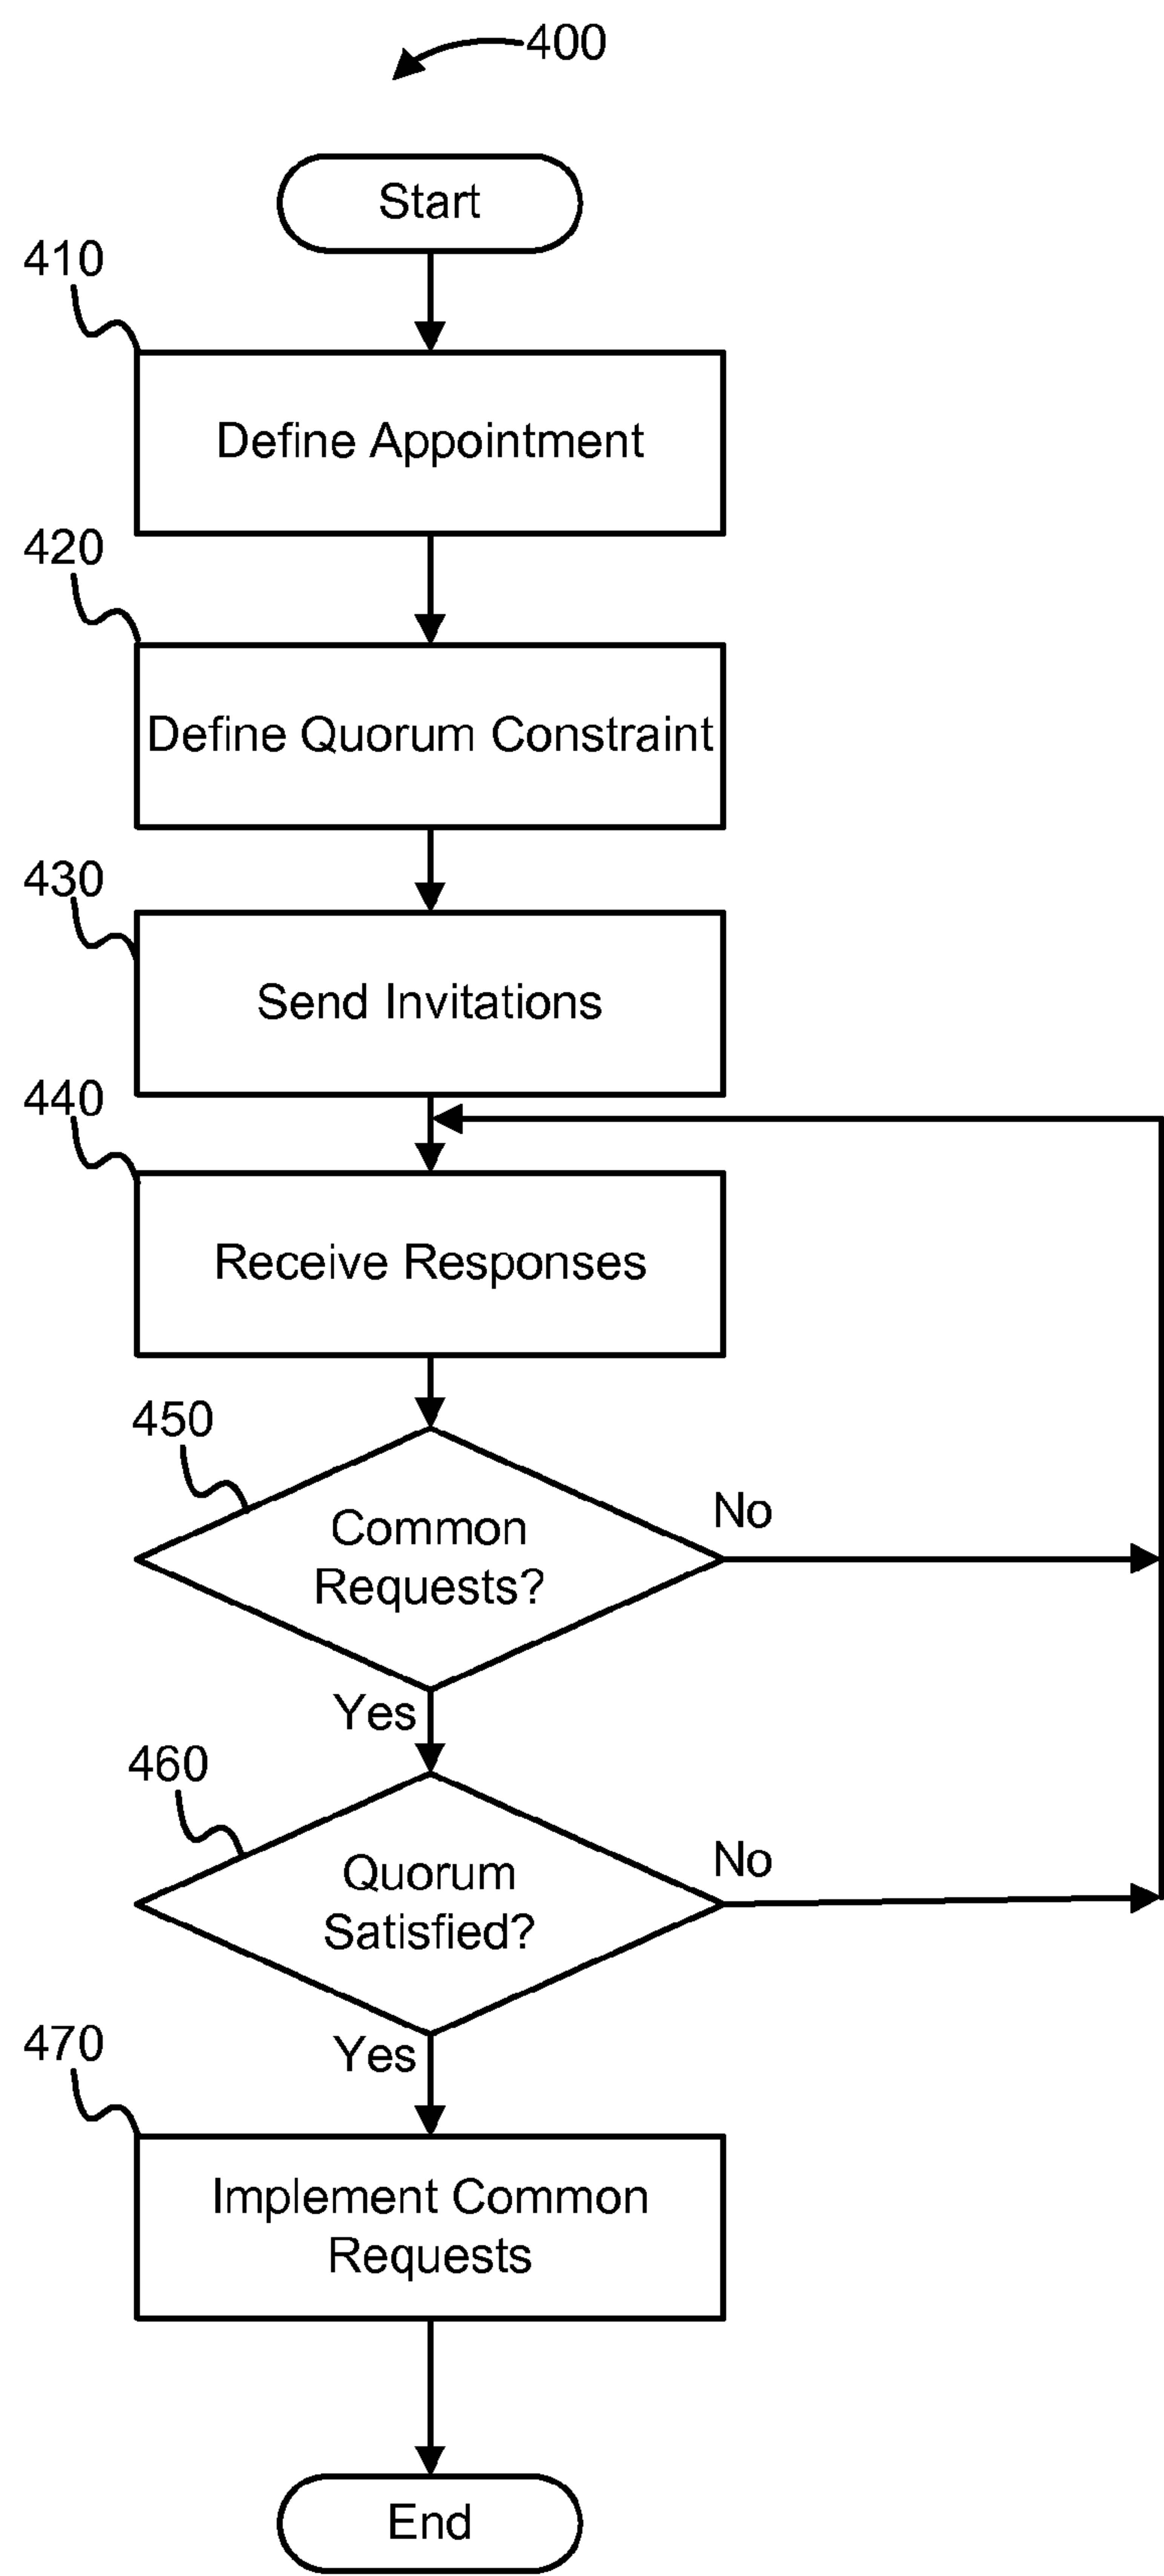 400
Start
410
Define Appointment
420
Define Quorum Constraint
430
Send Invitations
440
Receive Responses
450
Common
Requests?
No
Yes
460
Quorum
Satisfied?
No
Yes
470
Implement Common
Requests
End